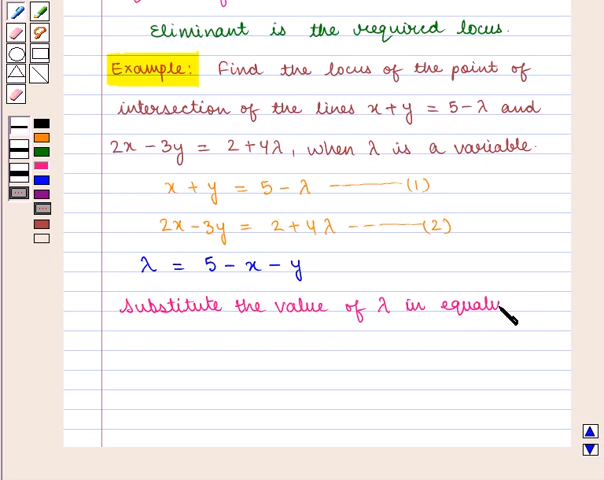 Eliminant is the required locus.
Example: Find the locus of the point of
intersection of the lines x + y = 5 - λ and
2x - 3y = 2 + 4λ, when λ is a variable.
x + y = 5 - λ ——— (1)
2x - 3y = 2 + 4λ ------ (2)
λ = 5 - x - y
Substitute the value of λ in